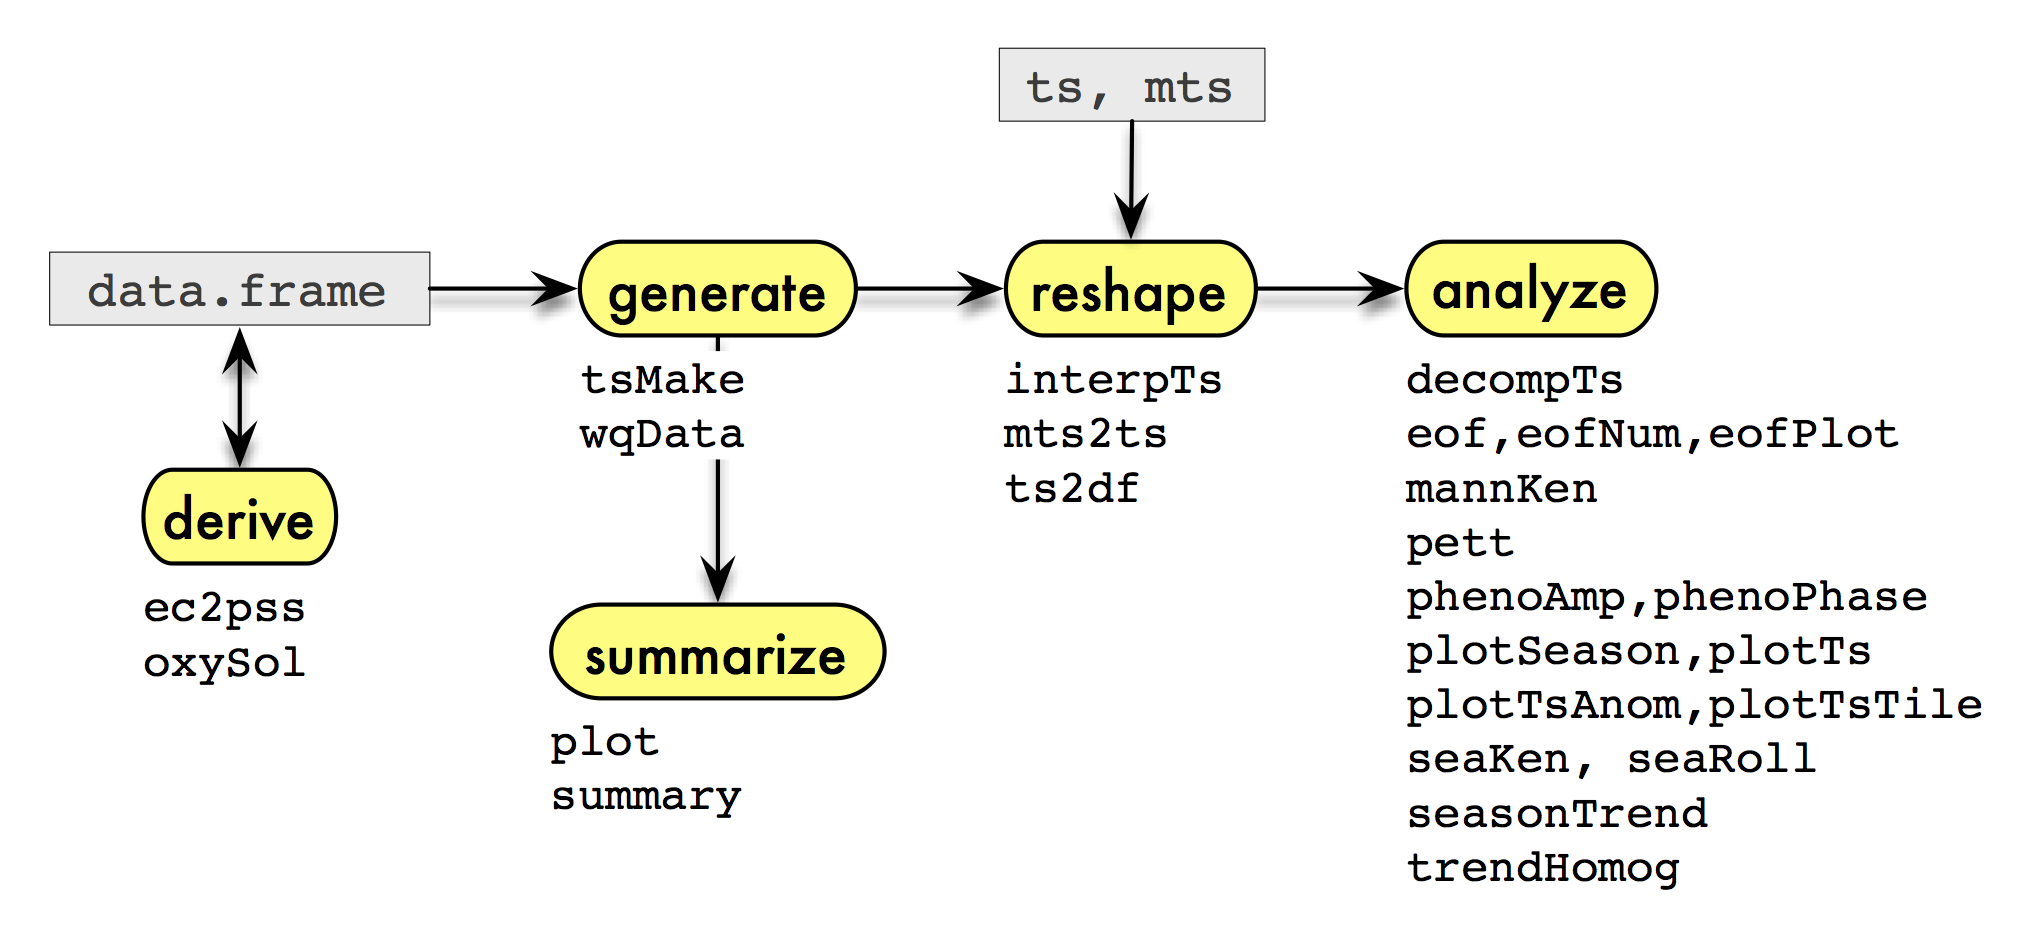 ts, mts
data.frame
generate
reshape
analyze
tsMake
wqData
interpTs
mts2ts
ts2df
decompTs
eof,eofNum,eofPlot
mannKen
pett
phenoAmp,phenoPhase
plotSeason,plotTs
plotTsAnom,plotTsTile
seaKen, seaRoll
seasonTrend
trendHomog
derive
ec2pss
oxySol
summarize
plot
summary